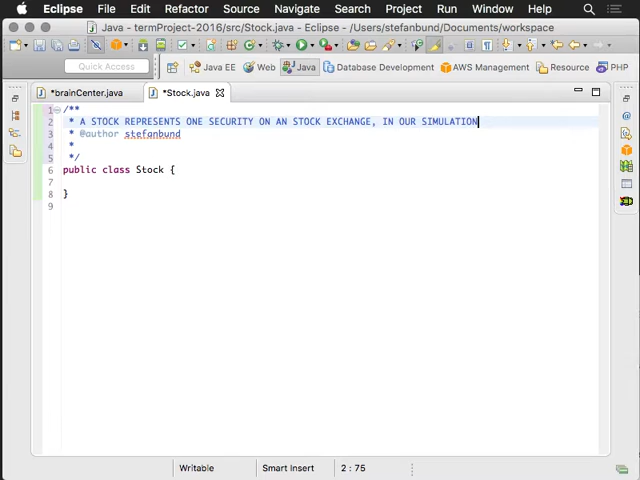 Eclipse File Edit Refactor Source Navigate Search Project Run Window Help
Java - termProject-2016/src/Stock.java - Eclipse - /Users/stefanbund/Documents/workspace
Quick Access Java EE Web Java Database Development AWS Management Resource PHP
*brainCenter.java *Stock.java
1 /**
2 * A STOCK REPRESENTS ONE SECURITY ON AN STOCK EXCHANGE, IN OUR SIMULATION
3 * @author stefanbund
4 *
5 */
6 public class Stock {
7
8 }
9
Writable Smart Insert 2 : 75